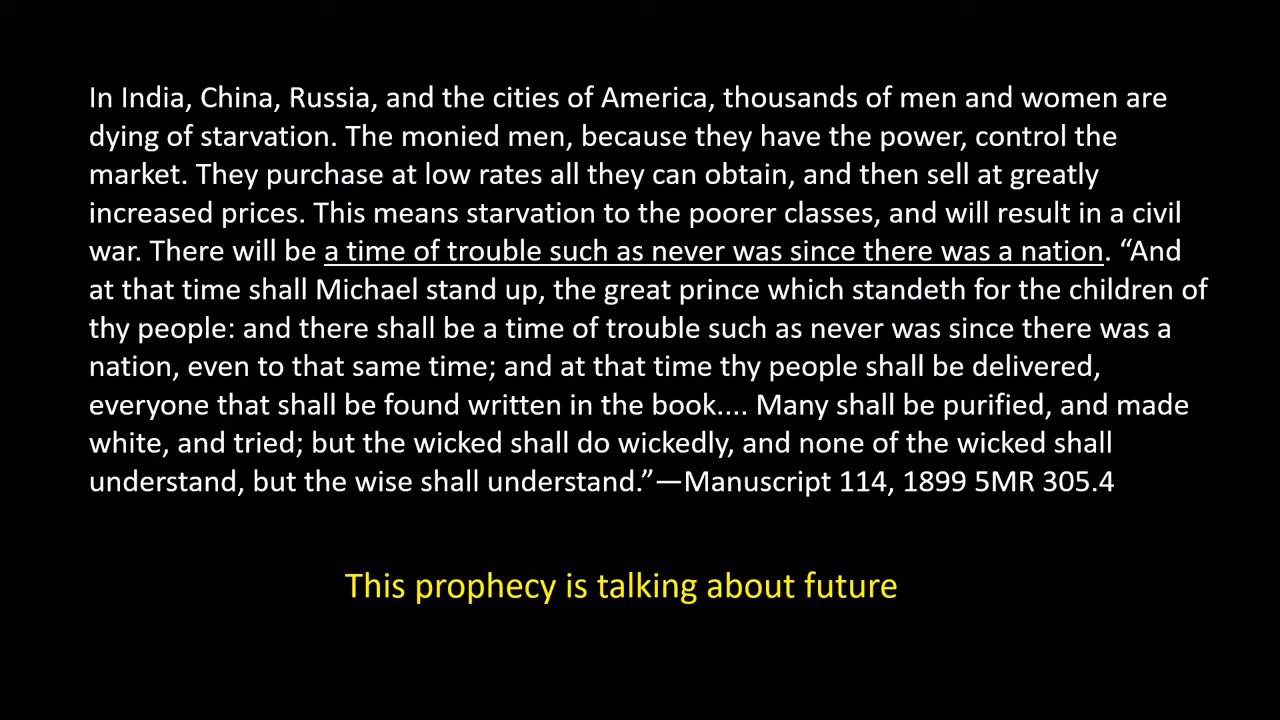 In India, China, Russia, and the cities of America, thousands of men and women are
dying of starvation. The monied men, because they have the power, control the
market. They purchase at low rates all they can obtain, and then sell at greatly
increased prices. This means starvation to the poorer classes, and will result in a civil
war. There will be a time of trouble such as never was since there was a nation. “And
at that time shall Michael stand up, the great prince which standeth for the children of
thy people: and there shall be a time of trouble such as never was since there was a
nation, even to that same time; and at that time thy people shall be delivered,
everyone that shall be found written in the book.... Many shall be purified, and made
white, and tried; but the wicked shall do wickedly, and none of the wicked shall
understand, but the wise shall understand.”—Manuscript 114, 1899 5MR 305.4
This prophecy is talking about future